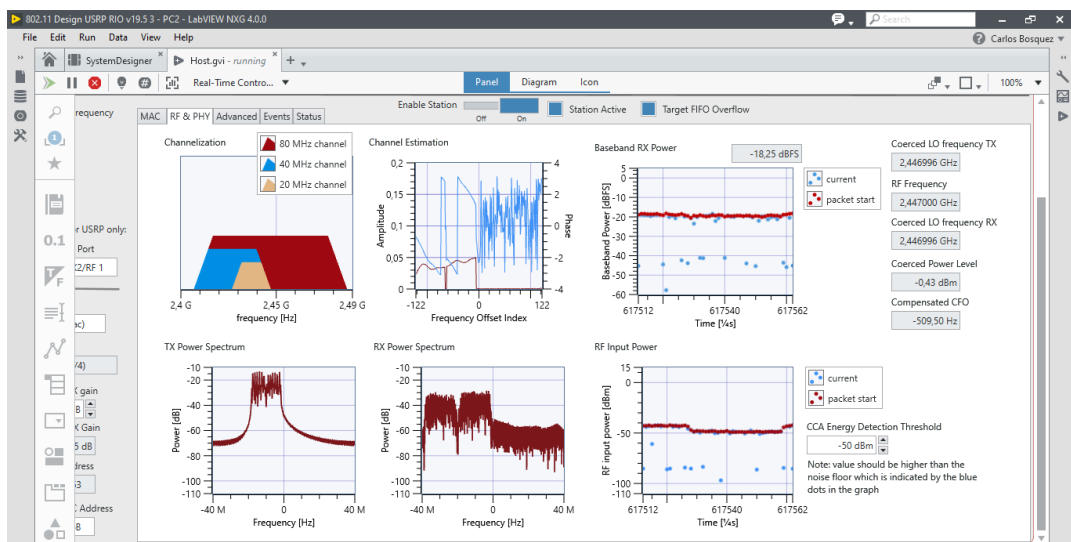 802.11 Design USRP RIO v19.5 3 - PC2 - LabVIEW NXG 4.0.0
Search
File Edit Run Data View Help
Carlos Bosquez
SystemDesigner
Host.gvi - running
Real-Time Contro...
Panel Diagram Icon
100%
requency
MAC RF & PHY Advanced Events Status
Enable Station
Off On
Station Active
Target FIFO Overflow
Channelization
80 MHz channel
40 MHz channel
20 MHz channel
2,4 G 2,45 G 2,49 G
frequency [Hz]
Channel Estimation
0,2
0,15
0,1
0,05
0
Amplitude
4
2
0
-2
-4
Phase
-122 0 122
Frequency Offset Index
Baseband RX Power
-18,25 dBFS
current
packet start
5
0
-10
-20
-30
-40
-50
-60
Baseband Power [dBFS]
617512 617540 617562
Time [¼s]
Coerced LO frequency TX
2,446996 GHz
RF Frequency
2,447000 GHz
Coerced LO frequency RX
2,446996 GHz
Coerced Power Level
-0,43 dBm
Compensated CFO
-509,50 Hz
0.1
or USRP only:
Port
X2/RF 1
ac)
/4)
X gain
B
X Gain
5 dB
dress
53
C Address
-B
TX Power Spectrum
-10
-20
-40
-60
-80
-100
-110
Power [dB]
-40 M 0 40 M
Frequency [Hz]
RX Power Spectrum
-10
-20
-40
-60
-80
-100
-110
Power [dB]
-40 M 0 40 M
Frequency [Hz]
RF Input Power
15
0
-50
-100
-110
RF input power [dBm]
617512 617540 617562
Time [¼s]
current
packet start
CCA Energy Detection Threshold
-50 dBm
Note: value should be higher than the
noise floor which is indicated by the blue
dots in the graph